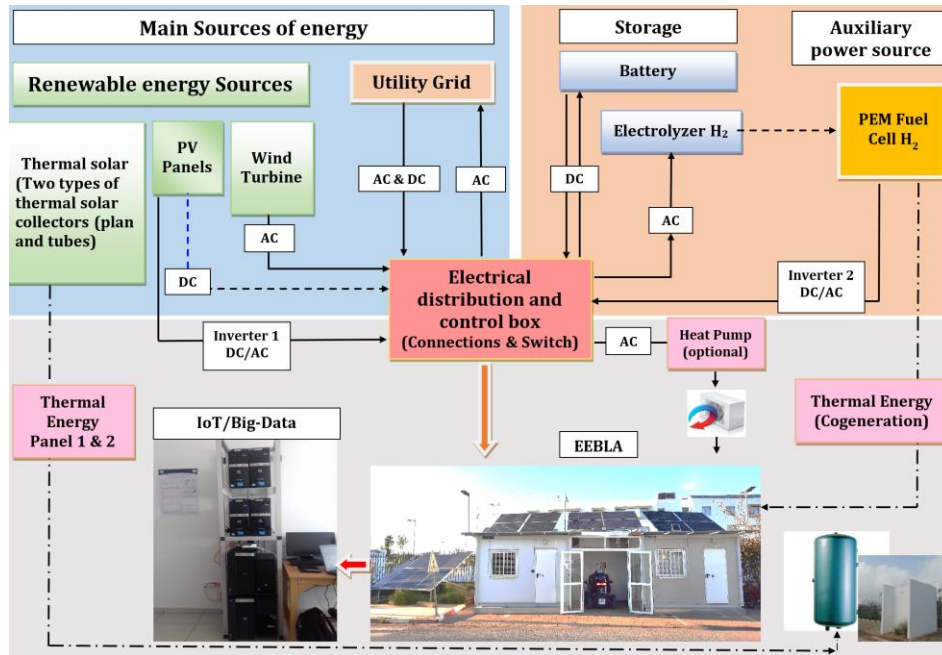 Main Sources of energy
Renewable energy Sources
Thermal solar
(Two types of
thermal solar
collectors (plan
and tubes)
PV
Panels
Wind
Turbine
Utility Grid
AC & DC
AC
AC
DC
Inverter 1
DC/AC
Storage
Battery
Electrolyzer H₂
DC
AC
Auxiliary
power source
PEM Fuel
Cell H₂
Inverter 2
DC/AC
Electrical
distribution and
control box
(Connections & Switch)
AC
Heat Pump
(optional)
Thermal
Energy
Panel 1 & 2
IoT/Big-Data
EEBLA
Thermal Energy
(Cogeneration)